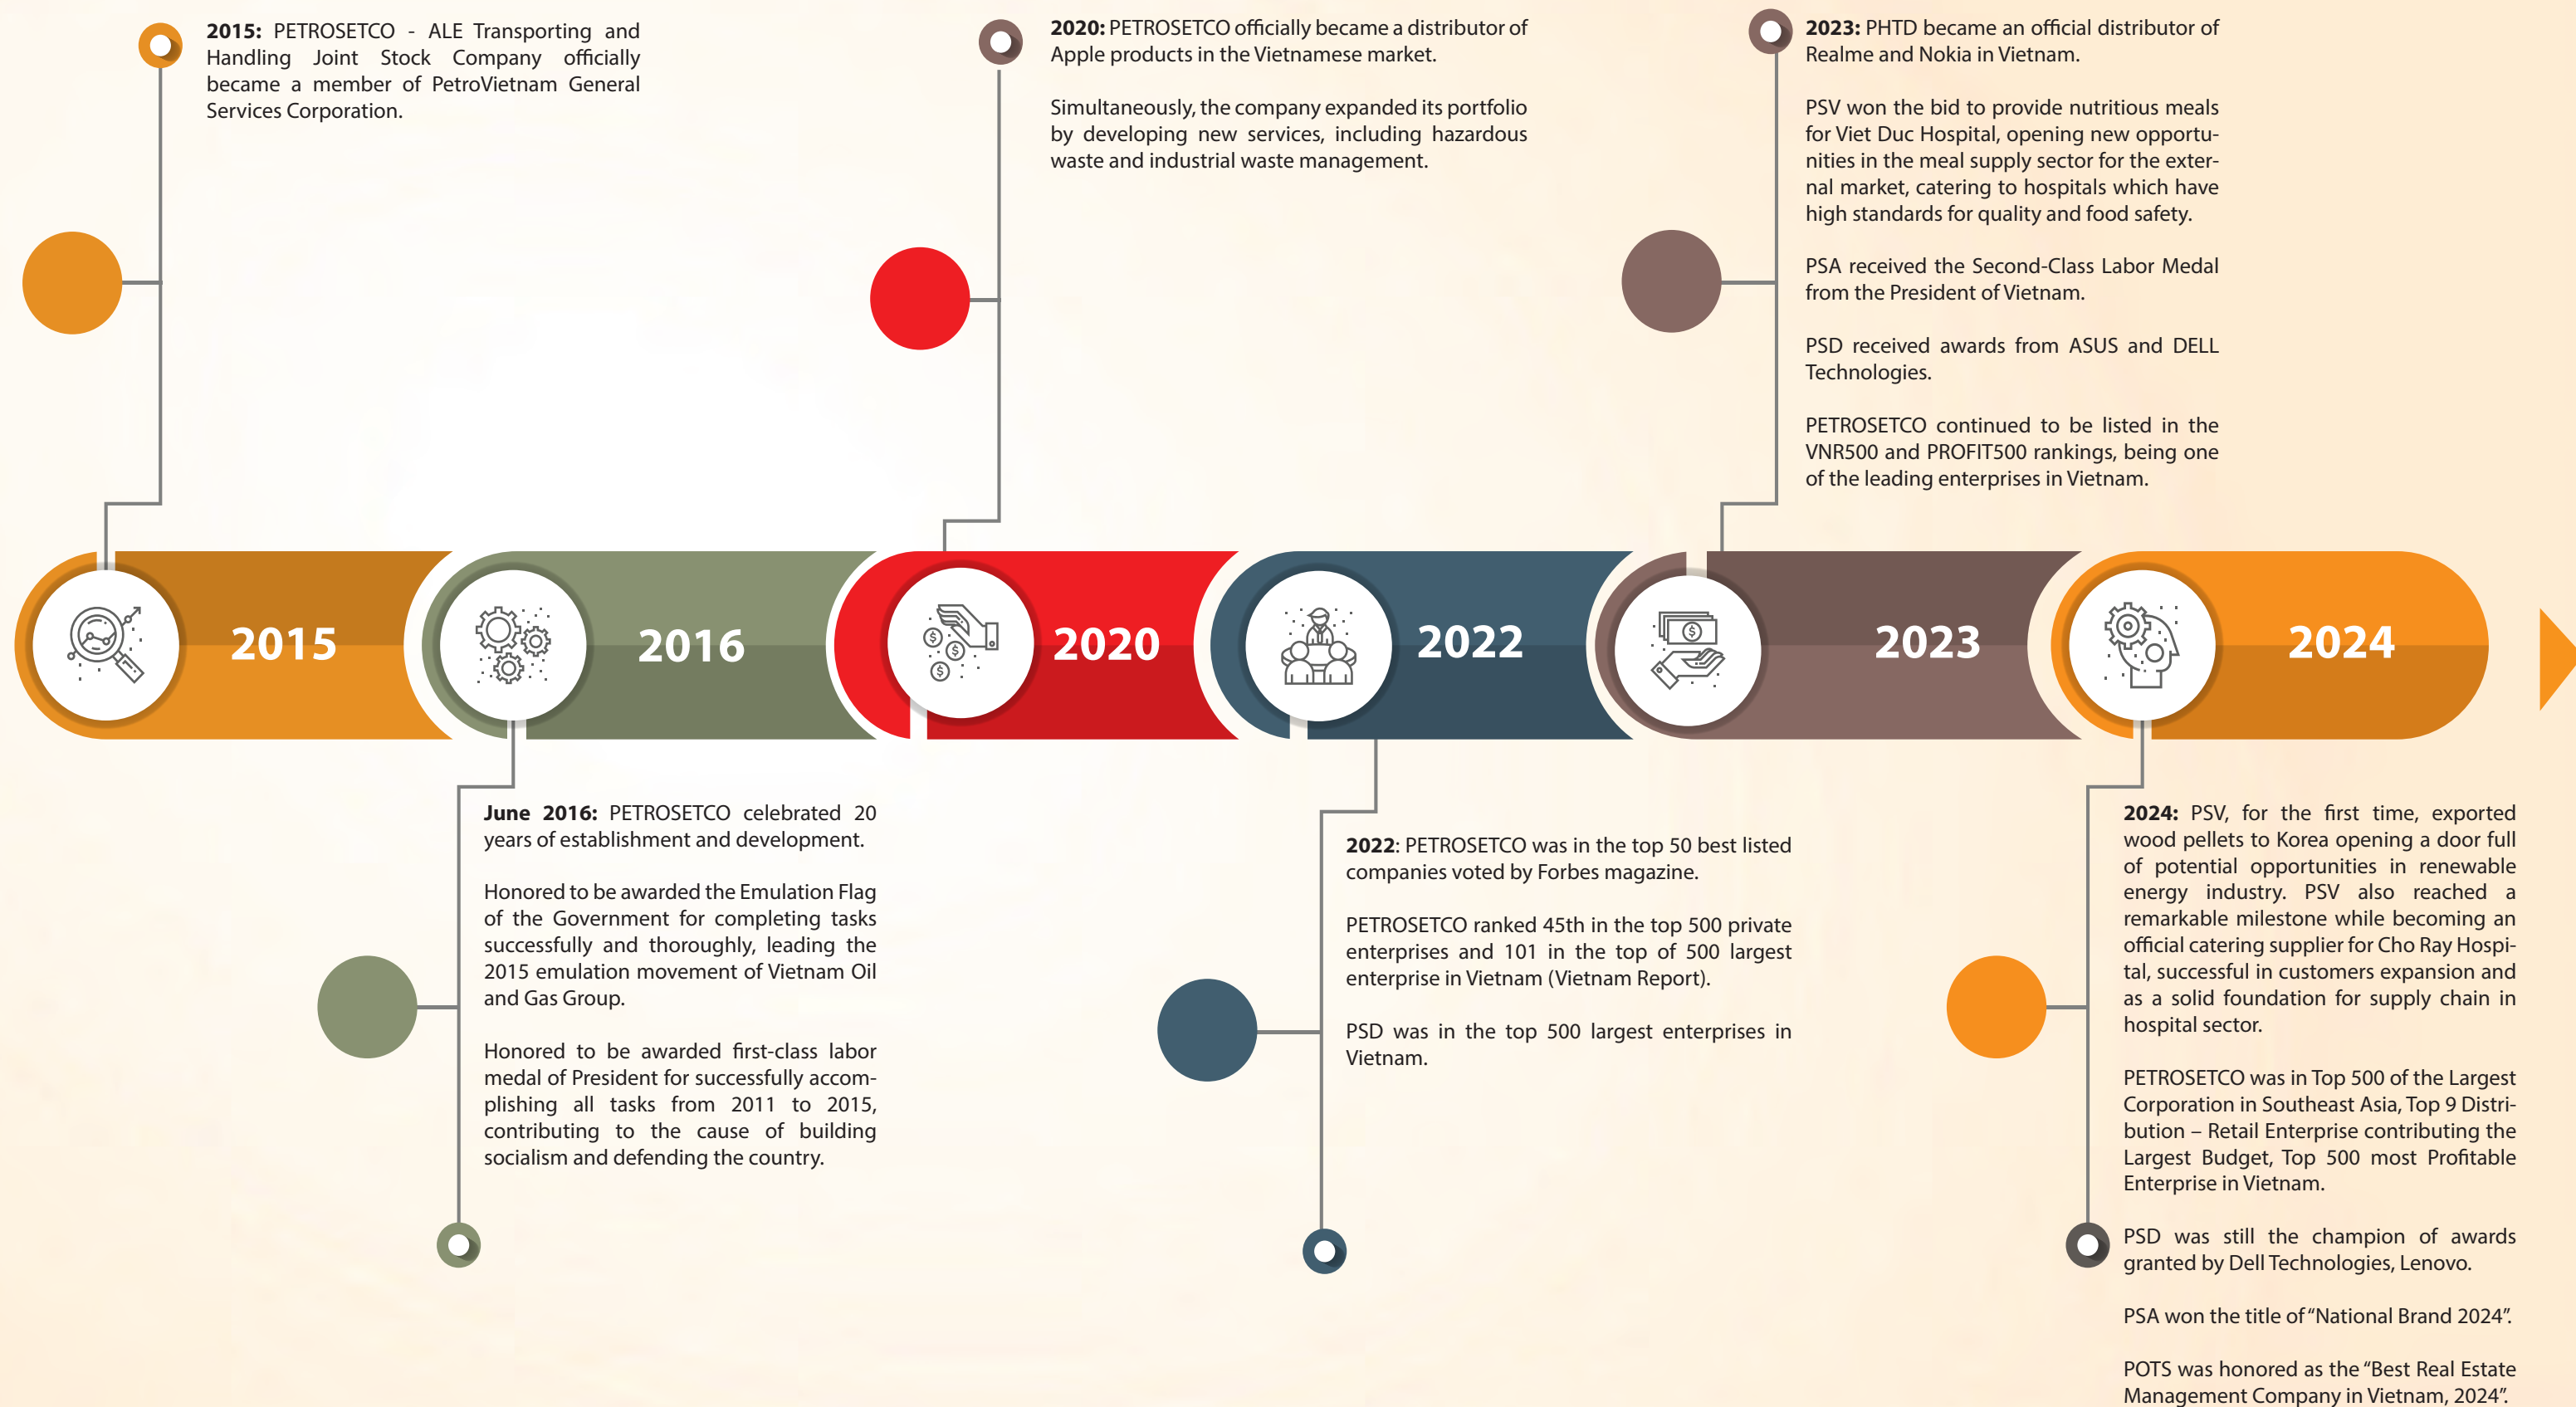 2015: PETROSETCO - ALE Transporting and
Handling Joint Stock Company officially
became a member of PetroVietnam General
Services Corporation.
2020: PETROSETCO officially became a distributor of
Apple products in the Vietnamese market.
Simultaneously, the company expanded its portfolio
by developing new services, including hazardous
waste and industrial waste management.
2023: PHTD became an official distributor of
Realme and Nokia in Vietnam.
PSV won the bid to provide nutritious meals
for Viet Duc Hospital, opening new opportu-
nities in the meal supply sector for the exter-
nal market, catering to hospitals which have
high standards for quality and food safety.
PSA received the Second-Class Labor Medal
from the President of Vietnam.
PSD received awards from ASUS and DELL
Technologies.
PETROSETCO continued to be listed in the
VNR500 and PROFIT500 rankings, being one
of the leading enterprises in Vietnam.
2015
2016
2020
2022
2023
2024
June 2016: PETROSETCO celebrated 20
years of establishment and development.
Honored to be awarded the Emulation Flag
of the Government for completing tasks
successfully and thoroughly, leading the
2015 emulation movement of Vietnam Oil
and Gas Group.
Honored to be awarded first-class labor
medal of President for successfully accom-
plishing all tasks from 2011 to 2015,
contributing to the cause of building
socialism and defending the country.
2022: PETROSETCO was in the top 50 best listed
companies voted by Forbes magazine.
PETROSETCO ranked 45th in the top 500 private
enterprises and 101 in the top of 500 largest
enterprise in Vietnam (Vietnam Report).
PSD was in the top 500 largest enterprises in
Vietnam.
2024: PSV, for the first time, exported
wood pellets to Korea opening a door full
of potential opportunities in renewable
energy industry. PSV also reached a
remarkable milestone while becoming an
official catering supplier for Cho Ray Hospi-
tal, successful in customers expansion and
as a solid foundation for supply chain in
hospital sector.
PETROSETCO was in Top 500 of the Largest
Corporation in Southeast Asia, Top 9 Distri-
bution – Retail Enterprise contributing the
Largest Budget, Top 500 most Profitable
Enterprise in Vietnam.
PSD was still the champion of awards
granted by Dell Technologies, Lenovo.
PSA won the title of “National Brand 2024”.
POTS was honored as the “Best Real Estate
Management Company in Vietnam, 2024”.